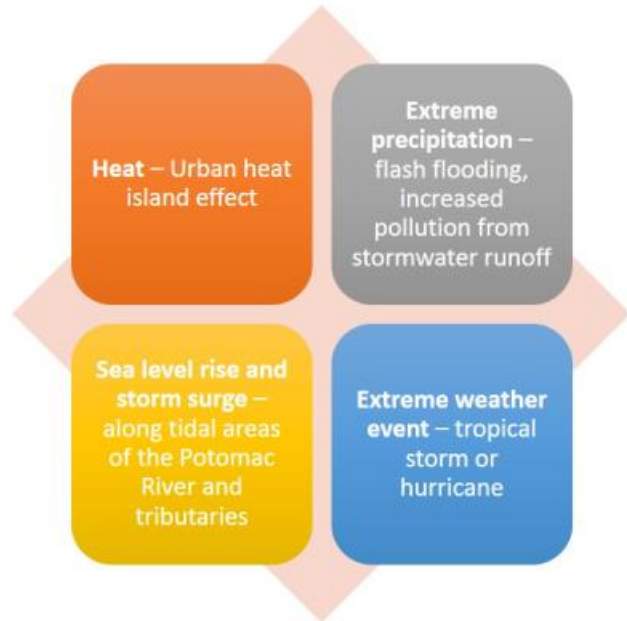 Heat – Urban heat
island effect
Extreme
precipitation –
flash flooding,
increased
pollution from
stormwater runoff
Sea level rise and
storm surge –
along tidal areas
of the Potomac
River and
tributaries
Extreme weather
event – tropical
storm or
hurricane